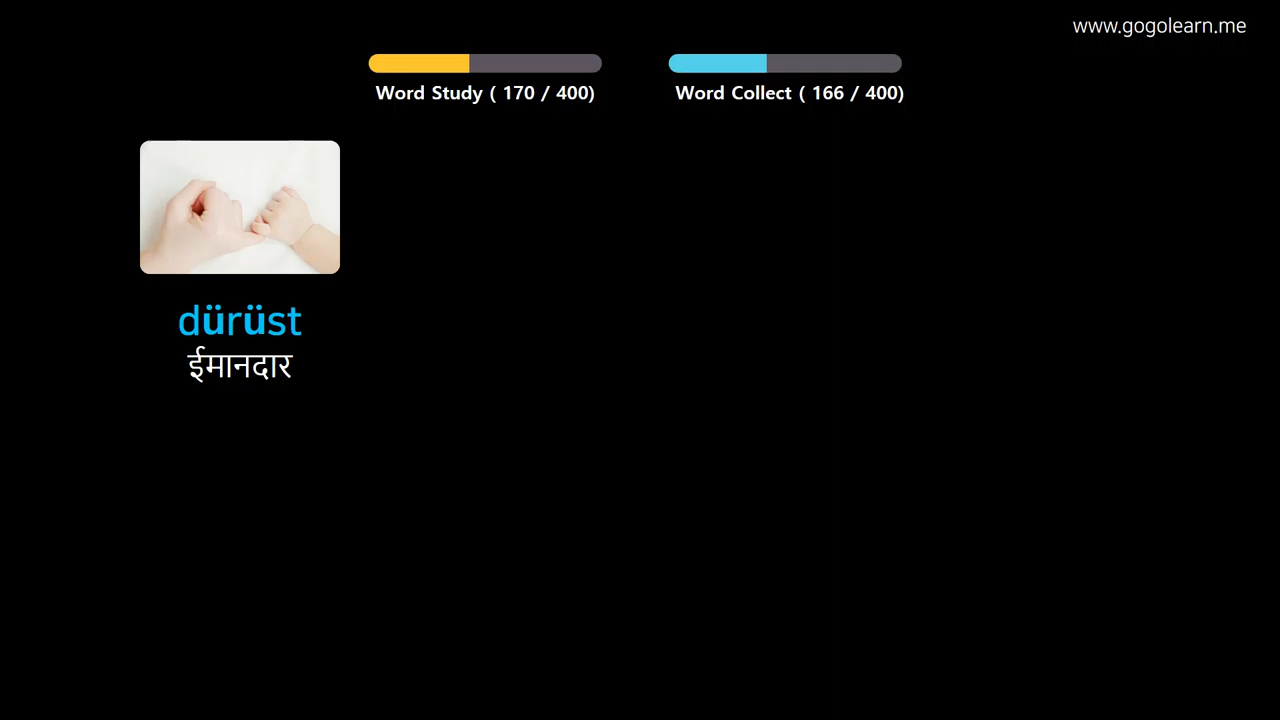 www.gogolearn.me
Word Study ( 170 / 400)
Word Collect ( 166 / 400)
dürüst
ईमानदार